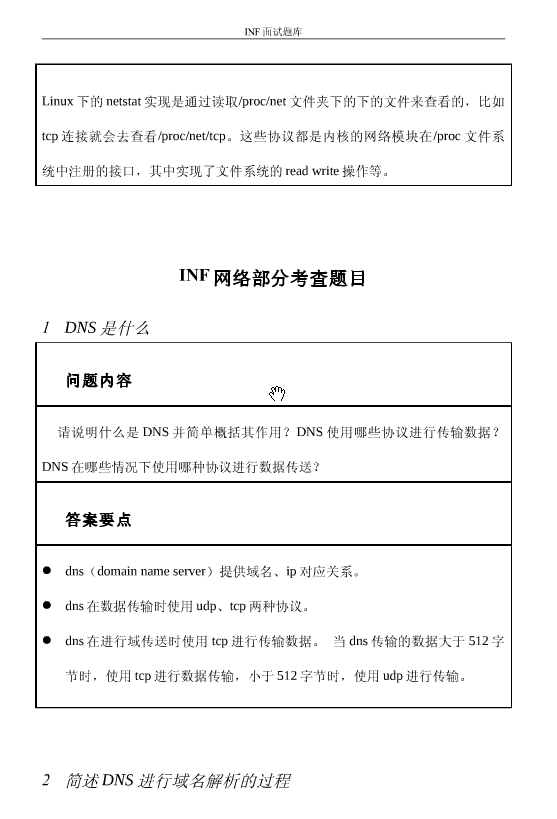 INF 面试题库
Linux 下的 netstat 实现是通过读取/proc/net 文件夹下的下的文件来查看的，比如
tcp 连接就会去查看/proc/net/tcp。这些协议都是内核的网络模块在/proc 文件系
统中注册的接口，其中实现了文件系统的 read write 操作等。
INF 网络部分考查题目
1 DNS 是什么
问题内容
请说明什么是 DNS 并简单概括其作用？DNS 使用哪些协议进行传输数据？
DNS 在哪些情况下使用哪种协议进行数据传送？
答案要点
● dns（domain name server）提供域名、ip 对应关系。
● dns 在数据传输时使用 udp、tcp 两种协议。
● dns 在进行域传送时使用 tcp 进行传输数据。 当 dns 传输的数据大于 512 字
节时，使用 tcp 进行数据传输，小于 512 字节时，使用 udp 进行传输。
2 简述 DNS 进行域名解析的过程